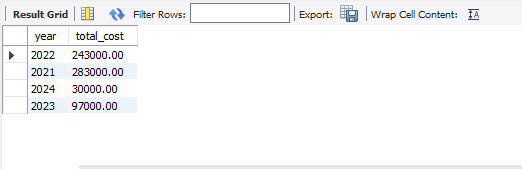 Result Grid Filter Rows: Export: Wrap Cell Content:
year total_cost
2022 243000.00
2021 283000.00
2024 30000.00
2023 97000.00